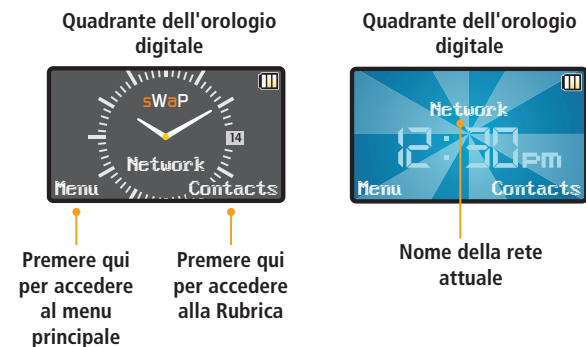 Quadrante dell'orologio
digitale
sWaP
14
Network
Menu
Contacts
Premere qui
per accedere
al menu
principale
Premere qui
per accedere
alla Rubrica
Quadrante dell'orologio
digitale
Network
12:30pm
Menu
Contacts
Nome della rete
attuale